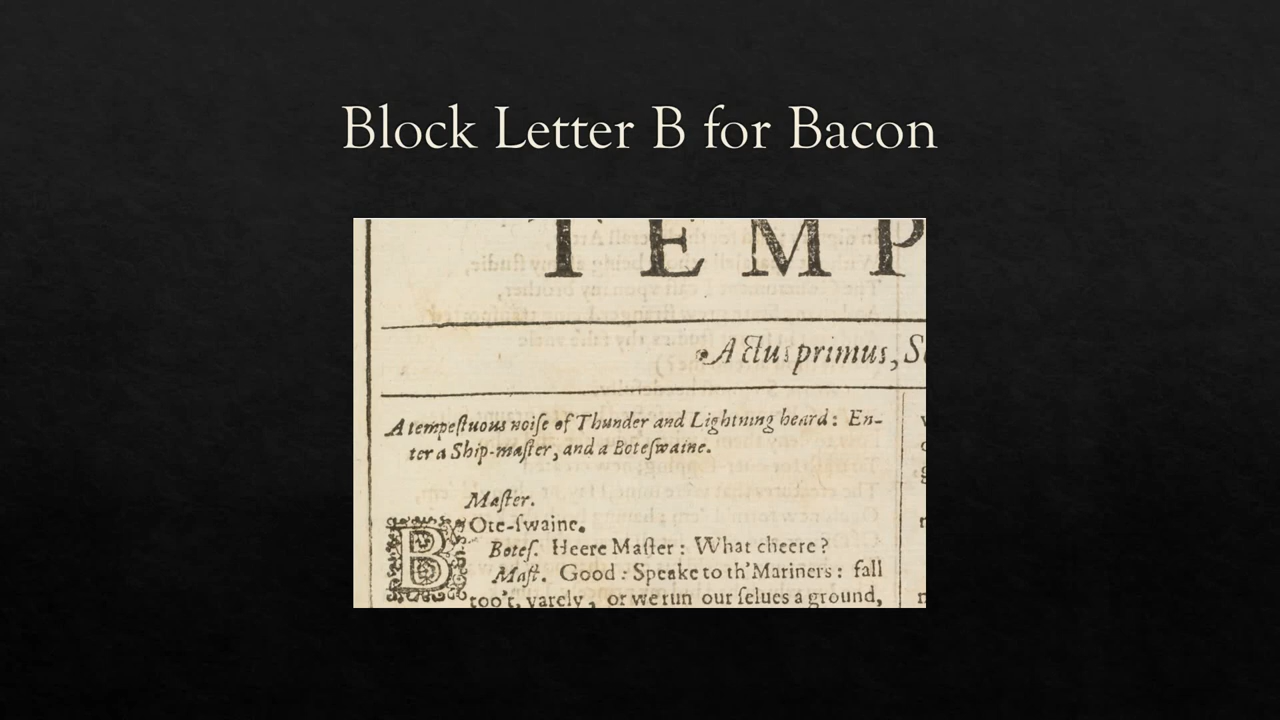 Block Letter B for Bacon
TEMP
Actus primus, S
A tempeſtuous noiſe of Thunder and Lightning heard: En-
ter a Ship-maſter, and a Boteſwaine.
Maſter.
BOte-ſwaine.
Boteſ. Heere Maſter: What cheere?
Maſt. Good: Speake to th'Mariners: fall
too't, yarely, or we run our ſelues a ground,